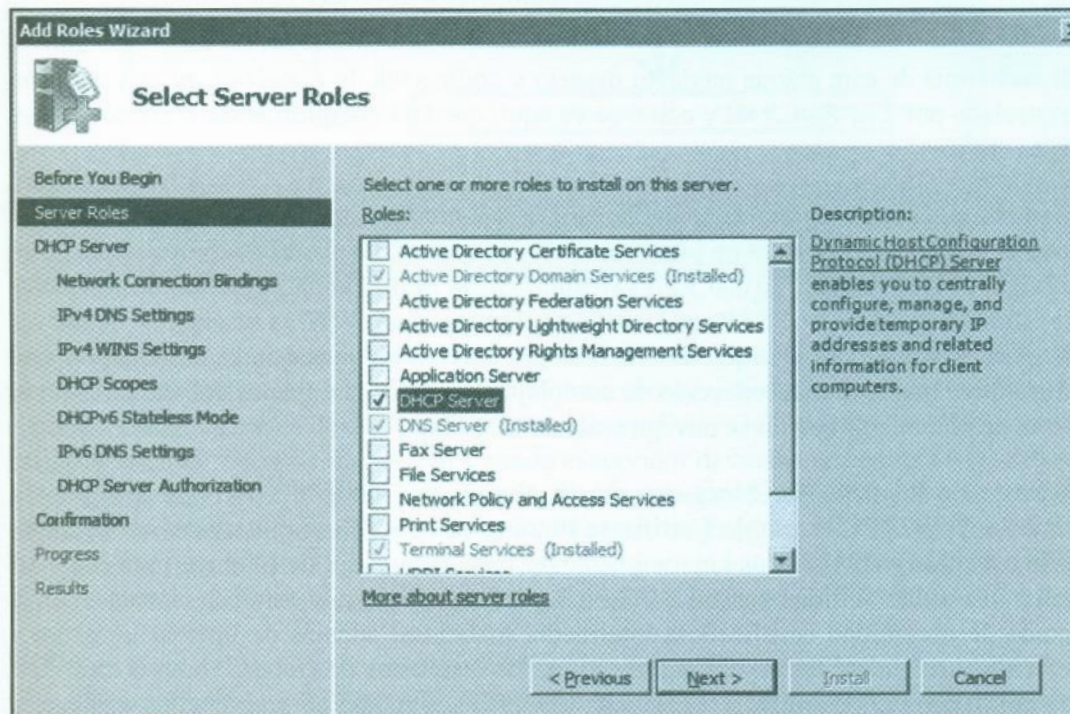 Add Roles Wizard
Select Server Roles
Before You Begin
Server Roles
DHCP Server
Network Connection Bindings
IPv4 DNS Settings
IPv4 WINS Settings
DHCP Scopes
DHCPv6 Stateless Mode
IPv6 DNS Settings
DHCP Server Authorization
Confirmation
Progress
Results
Select one or more roles to install on this server.
Roles:
Active Directory Certificate Services
Active Directory Domain Services (Installed)
Active Directory Federation Services
Active Directory Lightweight Directory Services
Active Directory Rights Management Services
Application Server
DHCP Server
DNS Server (Installed)
Fax Server
File Services
Network Policy and Access Services
Print Services
Terminal Services (Installed)
UDDI Services
More about server roles
Description:
Dynamic Host Configuration
Protocol (DHCP) Server
enables you to centrally
configure, manage, and
provide temporary IP
addresses and related
information for client
computers.
< Previous
Next >
Install
Cancel